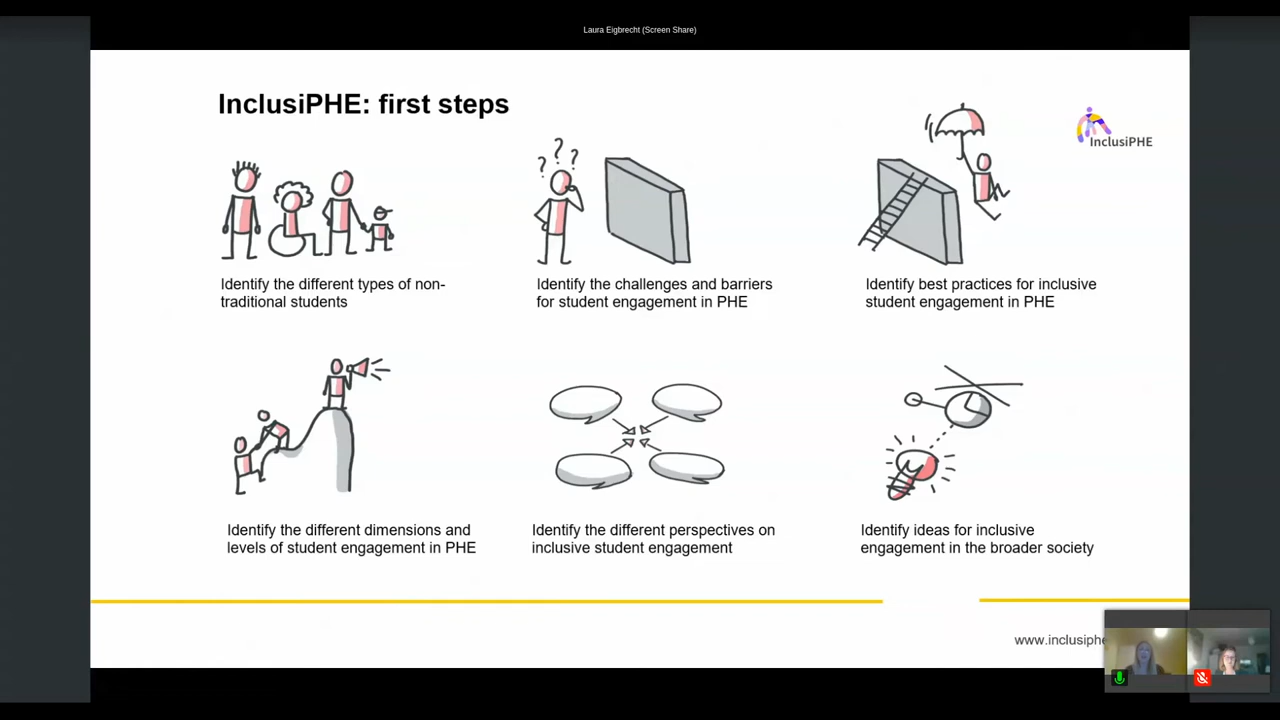 Laura Eigbrecht (Screen Share)
InclusiPHE: first steps
InclusiPHE
? ? ?
Identify the different types of non-
traditional students
Identify the challenges and barriers
for student engagement in PHE
Identify best practices for inclusive
student engagement in PHE
Identify the different dimensions and
levels of student engagement in PHE
Identify the different perspectives on
inclusive student engagement
Identify ideas for inclusive
engagement in the broader society
www.inclusiphe